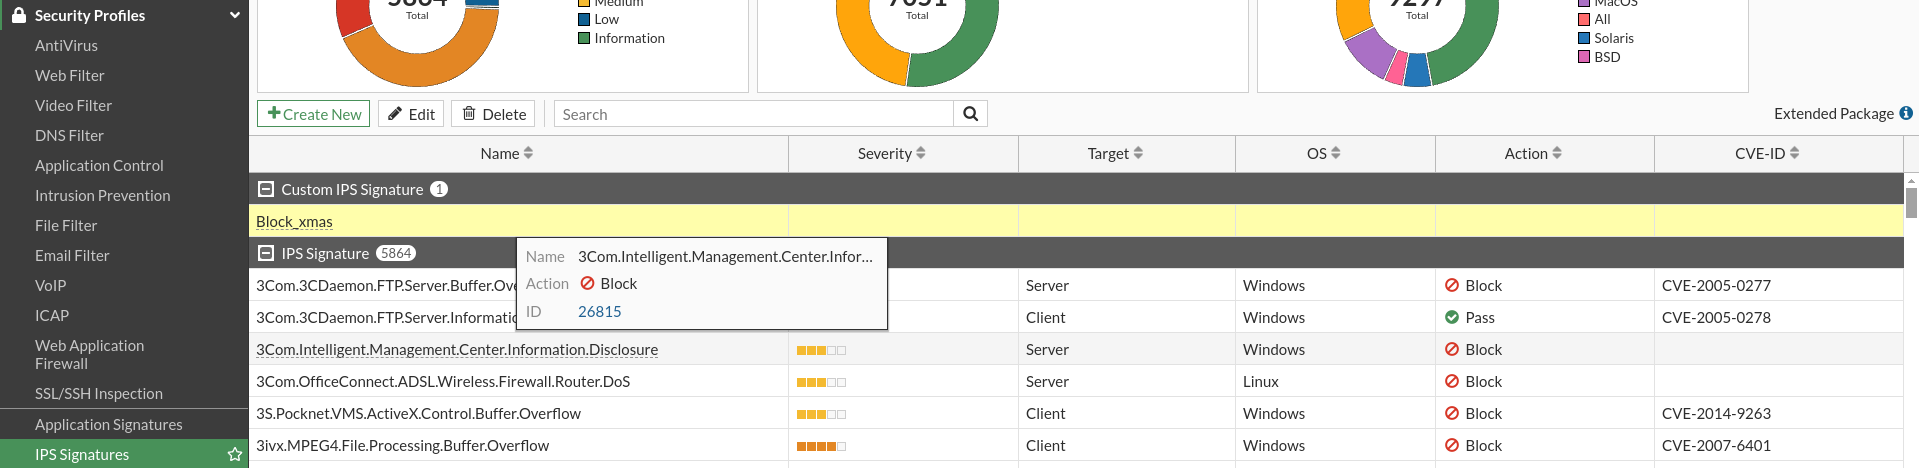 Security Profiles
AntiVirus
Web Filter
Video Filter
DNS Filter
Application Control
Intrusion Prevention
File Filter
Email Filter
VoIP
ICAP
Web Application
Firewall
SSL/SSH Inspection
Application Signatures
IPS Signatures
5864
Total
Medium
Low
Information
Total
9297
Total
MacOS
All
Solaris
BSD
Create New
Edit
Delete
Search
Extended Package
Name
Severity
Target
OS
Action
CVE-ID
Custom IPS Signature 1
Block_xmas
IPS Signature 5864
3Com.3CDaemon.FTP.Server.Buffer.Ove
Server
Windows
Block
CVE-2005-0277
3Com.3CDaemon.FTP.Server.Informatio
Client
Windows
Pass
CVE-2005-0278
3Com.Intelligent.Management.Center.Information.Disclosure
Server
Windows
Block
3Com.OfficeConnect.ADSL.Wireless.Firewall.Router.DoS
Server
Linux
Block
3S.Pocknet.VMS.ActiveX.Control.Buffer.Overflow
Client
Windows
Block
CVE-2014-9263
3ivx.MPEG4.File.Processing.Buffer.Overflow
Client
Windows
Block
CVE-2007-6401
Name 3Com.Intelligent.Management.Center.Infor...
Action Block
ID 26815